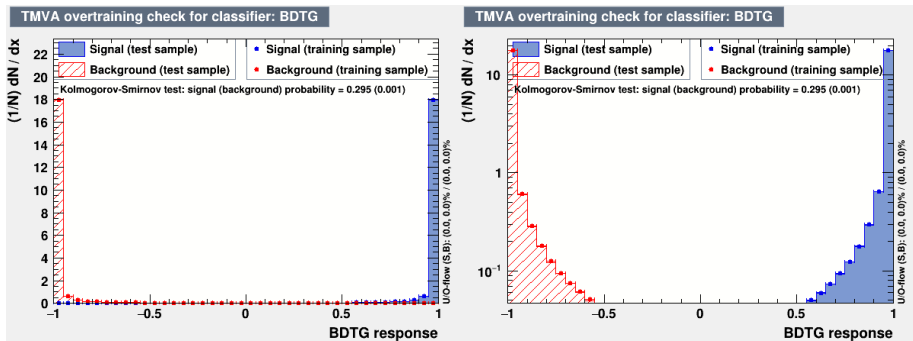 TMVA overtraining check for classifier: BDTG
(1/N) dN / dx
22
20
18
16
14
12
10
8
6
4
2
0
Signal (test sample)
Background (test sample)
Signal (training sample)
Background (training sample)
Kolmogorov-Smirnov test: signal (background) probability = 0.295 (0.001)
U/O-flow (S,B): (0.0, 0.0)% / (0.0, 0.0)%
−1
−0.5
0
0.5
1
BDTG response
TMVA overtraining check for classifier: BDTG
(1/N) dN / dx
10
1
10⁻¹
Signal (test sample)
Background (test sample)
Signal (training sample)
Background (training sample)
Kolmogorov-Smirnov test: signal (background) probability = 0.295 (0.001)
U/O-flow (S,B): (0.0, 0.0)% / (0.0, 0.0)%
−1
−0.5
0
0.5
1
BDTG response